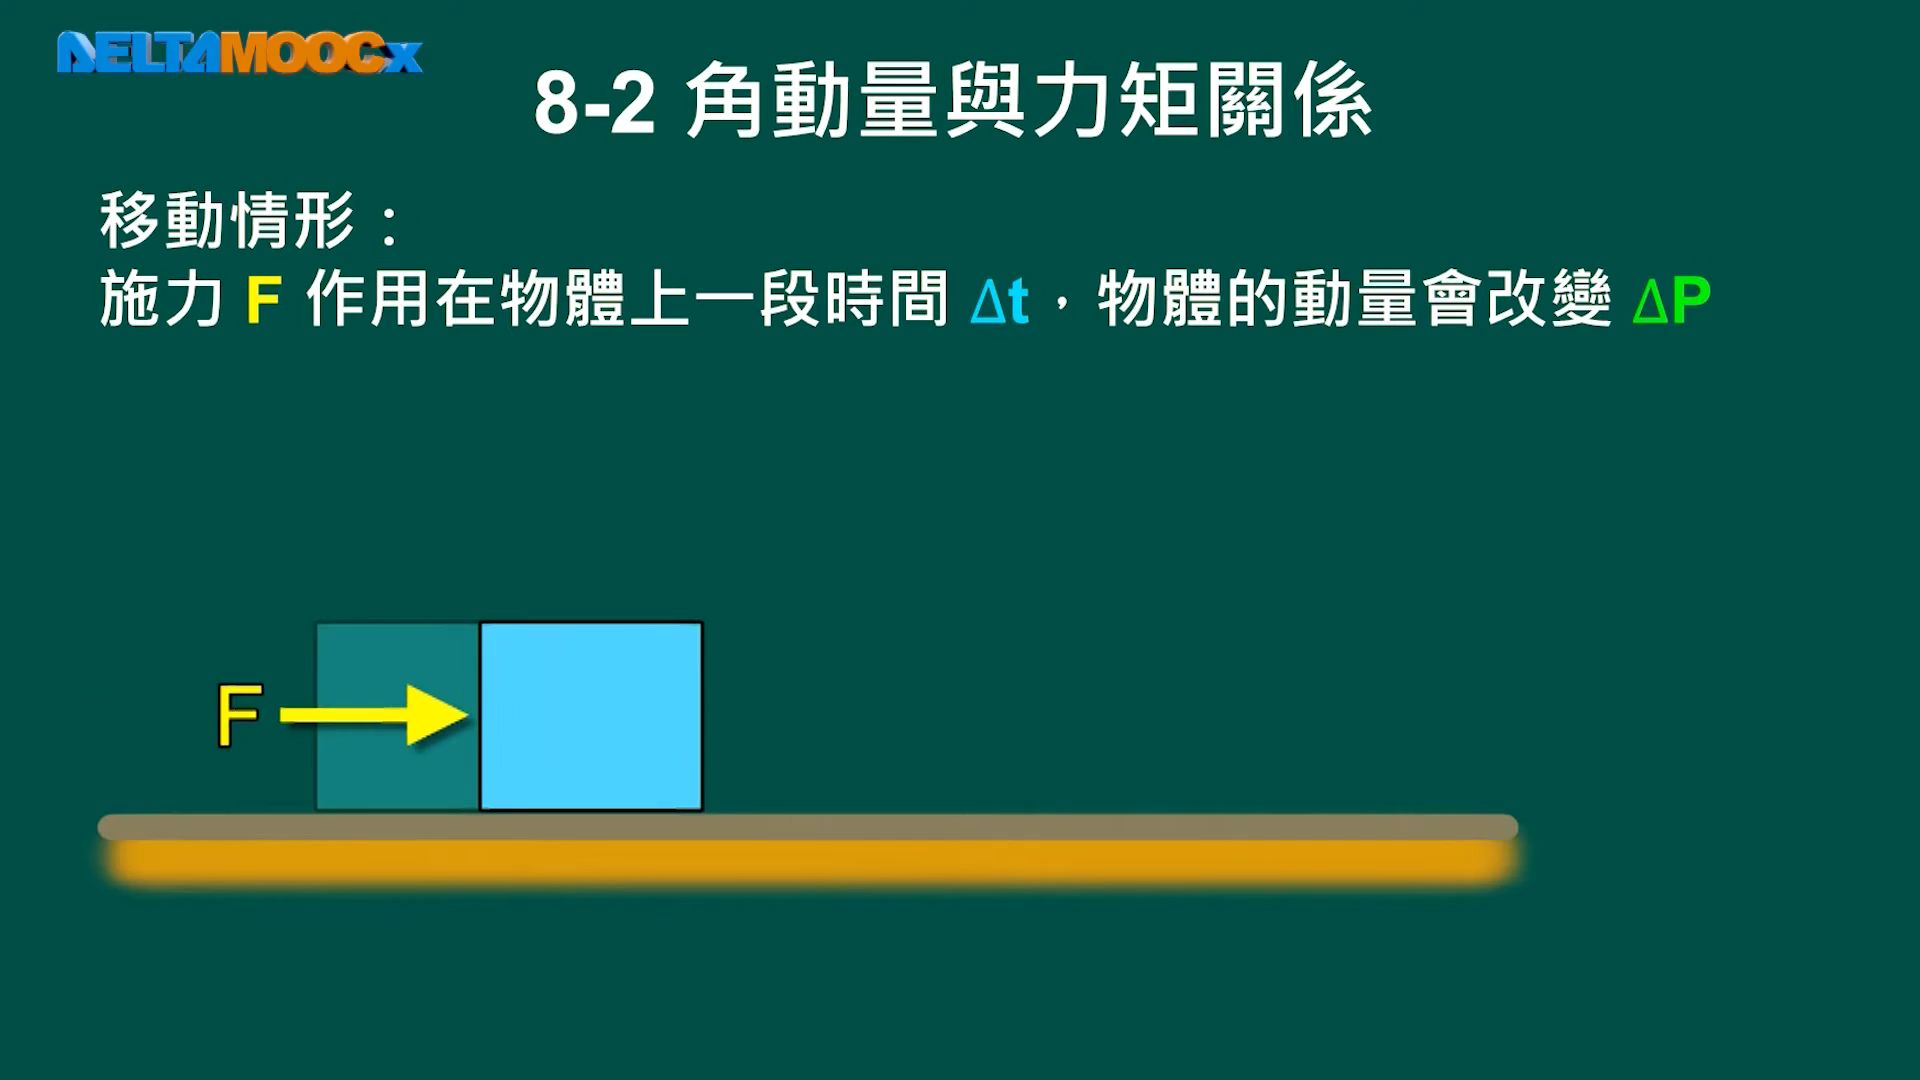 DELTAMOOCx
8-2 角動量與力矩關係
移動情形：
施力 F 作用在物體上一段時間 Δt，物體的動量會改變 ΔP
F